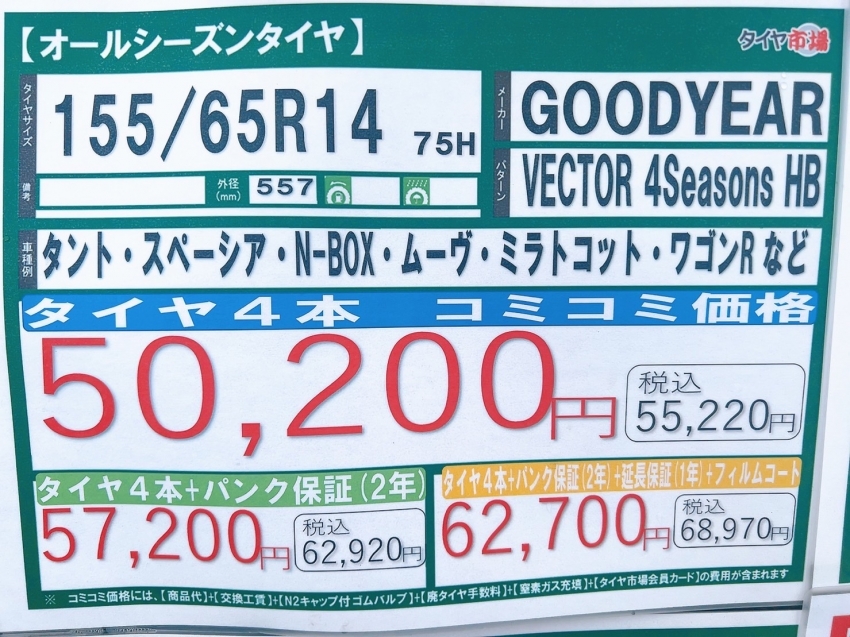 【オールシーズンタイヤ】
タイヤ市場
タイヤサイズ
155/65R14 75H
メーカー
GOODYEAR
備考
外径(mm)
557
パターン
VECTOR 4Seasons HB
車種例
タント・スペーシア・N-BOX・ムーヴ・ミラトコット・ワゴンR など
タイヤ4本 コミコミ価格
50,200円
税込
55,220円
タイヤ4本+パンク保証(2年)
57,200円
税込
62,920円
タイヤ4本+パンク保証(2年)+延長保証(1年)+フィルムコート
62,700円
税込
68,970円
※ コミコミ価格には、【商品代】+【交換工賃】+【N2キャップ付ゴムバルブ】+【廃タイヤ手数料】+【窒素ガス充填】+【タイヤ市場会員カード】の費用が含まれます